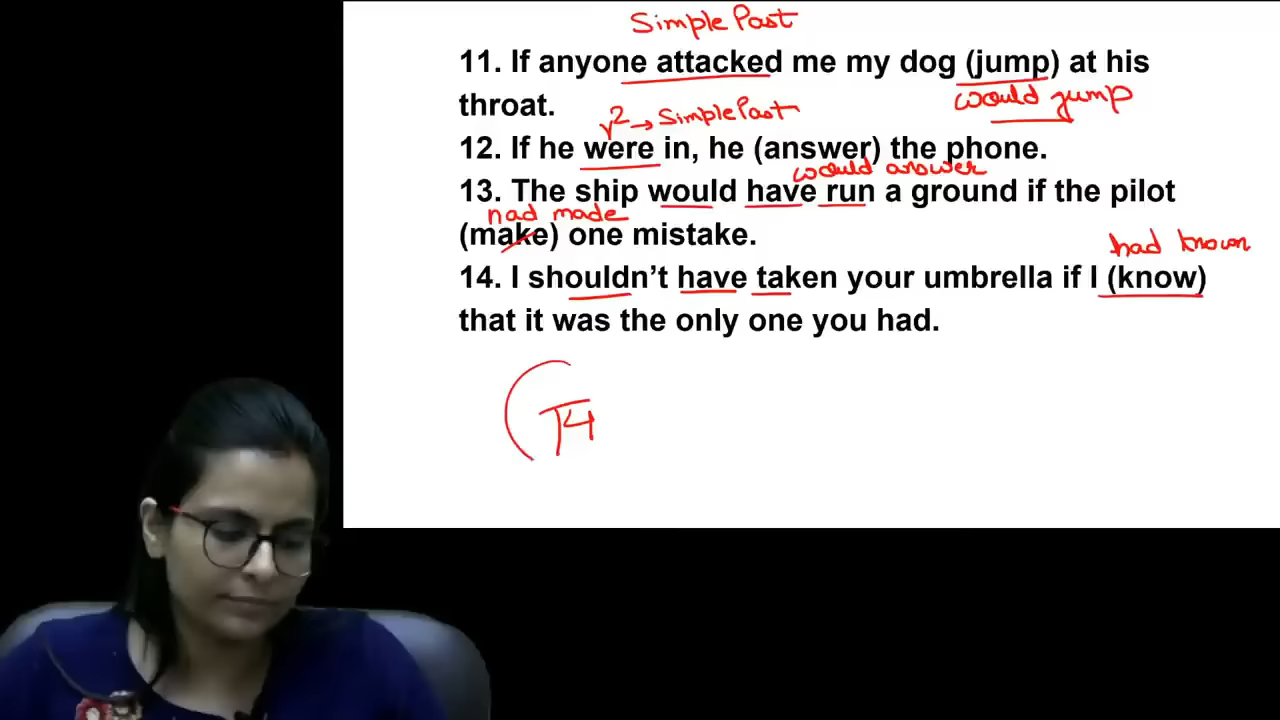 Simple Past
11. If anyone attacked me my dog (jump) at his
would jump
throat.
v2 → Simple Past
12. If he were in, he (answer) the phone.
would answer
13. The ship would have run a ground if the pilot
had made
(make) one mistake.
had known
14. I shouldn't have taken your umbrella if I (know)
that it was the only one you had.
14